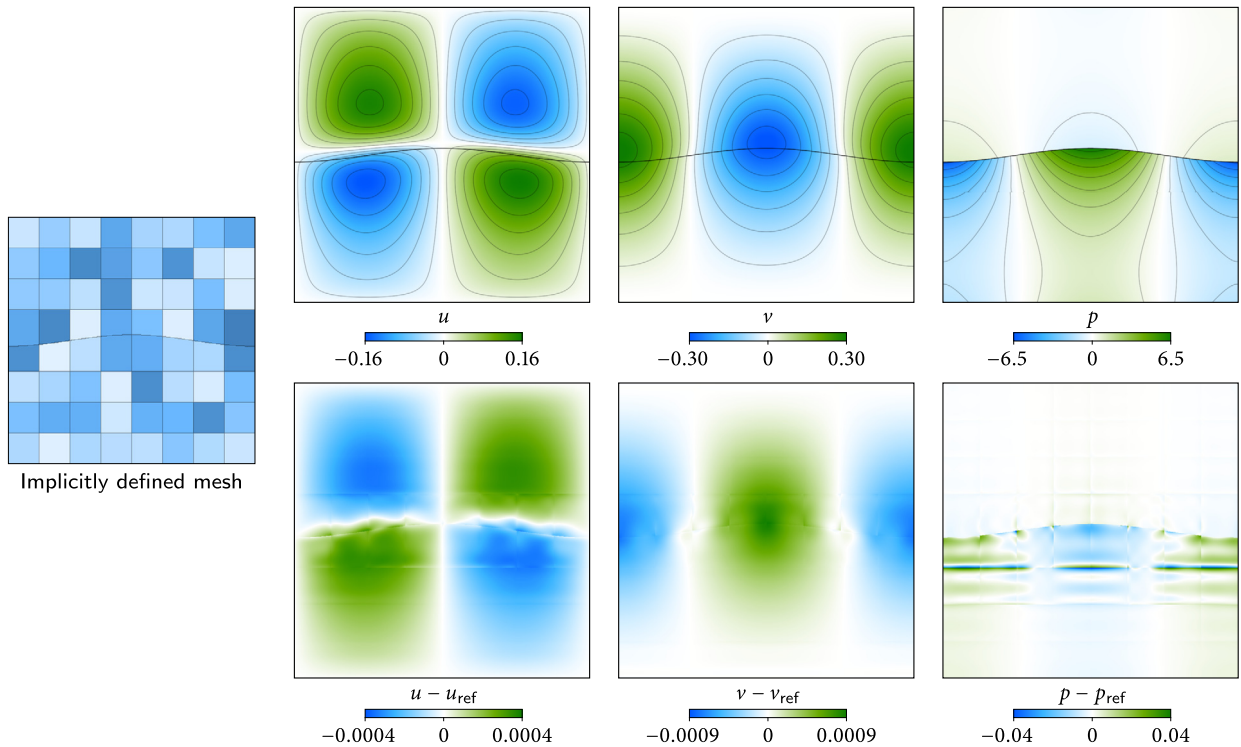 u
v
p
−0.16 0 0.16
−0.30 0 0.30
−6.5 0 6.5
Implicitly defined mesh
u − u_ref
v − v_ref
p − p_ref
−0.0004 0 0.0004
−0.0009 0 0.0009
−0.04 0 0.04